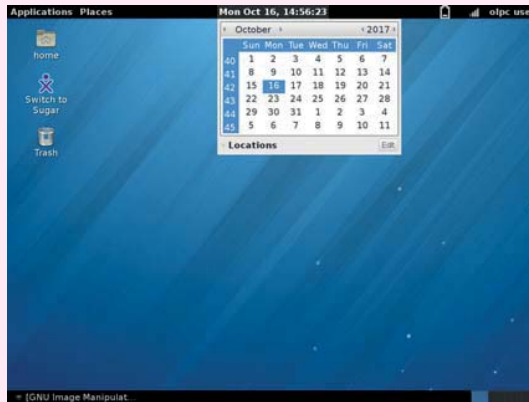 Applications Places Mon Oct 16, 14:56:23 olpc use
home
Switch to
Sugar
Trash
October 2017
Sun Mon Tue Wed Thu Fri Sat
40 1 2 3 4 5 6 7
41 8 9 10 11 12 13 14
42 15 16 17 18 19 20 21
43 22 23 24 25 26 27 28
44 29 30 31 1 2 3 4
45 5 6 7 8 9 10 11
Locations Edit
[GNU Image Manipulat...